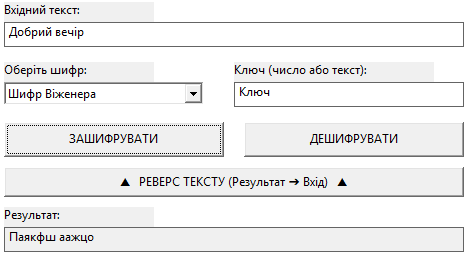 Вхідний текст:
Добрий вечір
Оберіть шифр: Ключ (число або текст):
Шифр Віженера Ключ
ЗАШИФРУВАТИ ДЕШИФРУВАТИ
▲ РЕВЕРС ТЕКСТУ (Результат ➔ Вхід) ▲
Результат:
Паякфш аажцо